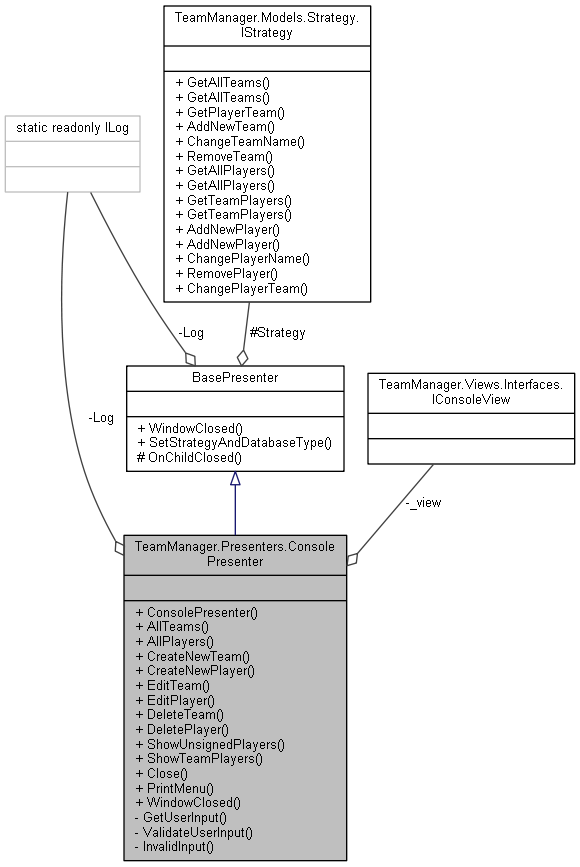 TeamManager.Models.Strategy.
IStrategy
+ GetAllTeams()
+ GetAllTeams()
+ GetPlayerTeam()
+ AddNewTeam()
+ ChangeTeamName()
+ RemoveTeam()
+ GetAllPlayers()
+ GetAllPlayers()
+ GetTeamPlayers()
+ GetTeamPlayers()
+ AddNewPlayer()
+ AddNewPlayer()
+ ChangePlayerName()
+ RemovePlayer()
+ ChangePlayerTeam()
static readonly ILog
-Log
#Strategy
BasePresenter
+ WindowClosed()
+ SetStrategyAndDatabaseType()
# OnChildClosed()
TeamManager.Views.Interfaces.
IConsoleView
-Log
-_view
TeamManager.Presenters.Console
Presenter
+ ConsolePresenter()
+ AllTeams()
+ AllPlayers()
+ CreateNewTeam()
+ CreateNewPlayer()
+ EditTeam()
+ EditPlayer()
+ DeleteTeam()
+ DeletePlayer()
+ ShowUnsignedPlayers()
+ ShowTeamPlayers()
+ Close()
+ PrintMenu()
+ WindowClosed()
- GetUserInput()
- ValidateUserInput()
- InvalidInput()